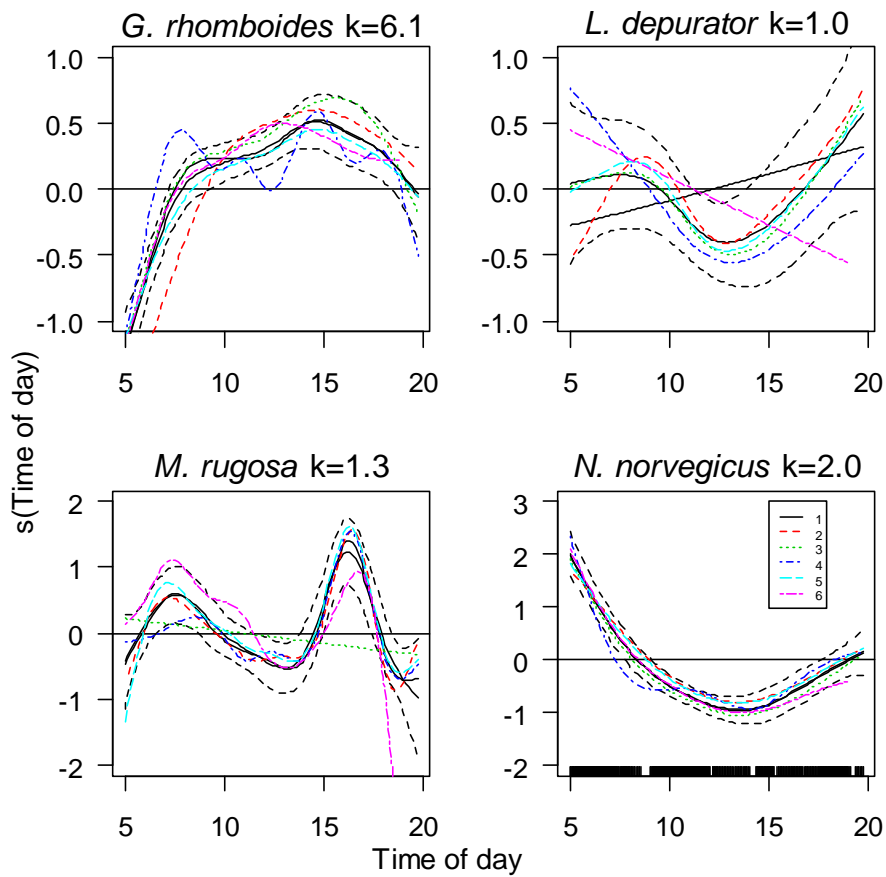 G. rhomboides k=6.1
1.0
0.5
0.0
-0.5
-1.0
5 10 15 20
L. depurator k=1.0
1.0
0.5
0.0
-0.5
-1.0
5 10 15 20
s(Time of day)
M. rugosa k=1.3
2
1
0
-1
-2
5 10 15 20
N. norvegicus k=2.0
3
2
1
0
-1
-2
1
2
3
4
5
6
5 10 15 20
Time of day